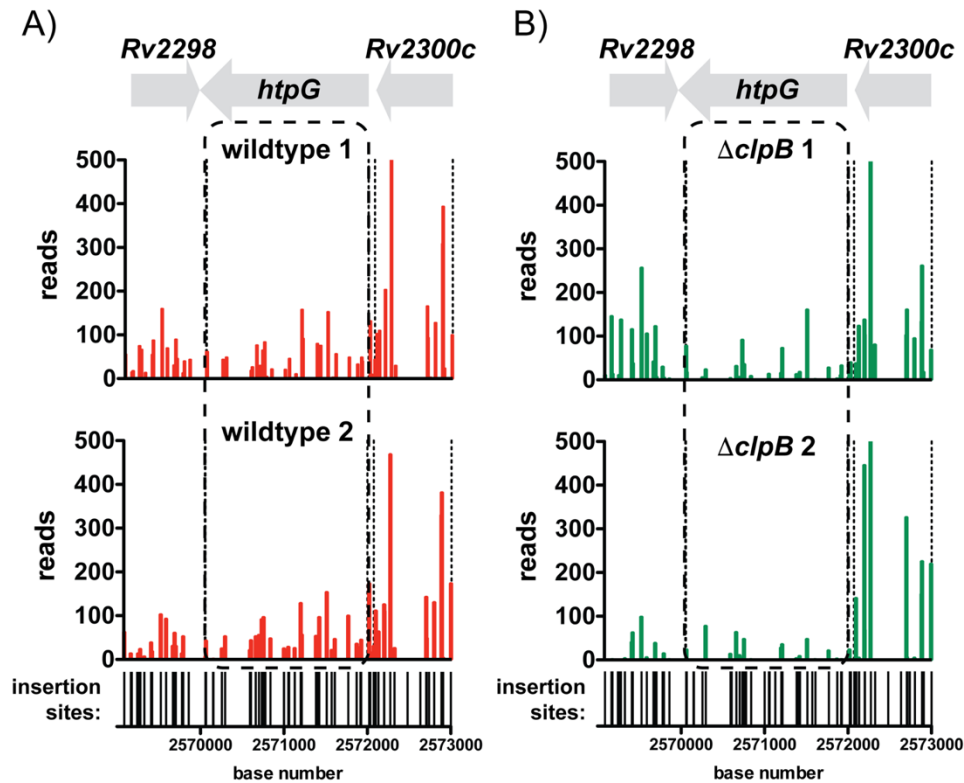 A)
Rv2298 Rv2300c
htpG
wildtype 1
500
400
300
200
100
0
reads
wildtype 2
500
400
300
200
100
0
reads
insertion
sites:
2570000 2571000 2572000 2573000
base number
B)
Rv2298 Rv2300c
htpG
ΔclpB 1
500
400
300
200
100
0
reads
ΔclpB 2
500
400
300
200
100
0
reads
insertion
sites:
2570000 2571000 2572000 2573000
base number